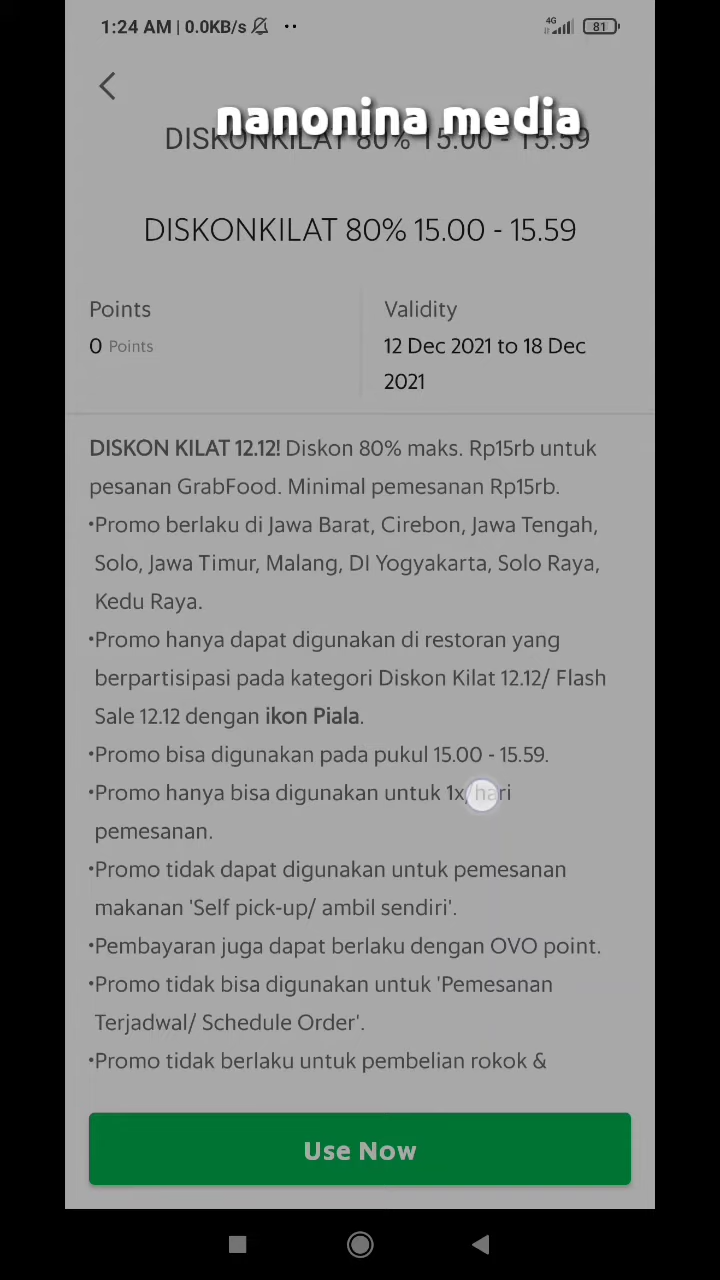 1:24 AM | 0.0KB/s
4G
81
nanonina media
DISKONKILAT 80% 15.00 - 15.59
DISKONKILAT 80% 15.00 - 15.59
Points
Validity
0 Points
12 Dec 2021 to 18 Dec
2021
DISKON KILAT 12.12! Diskon 80% maks. Rp15rb untuk
pesanan GrabFood. Minimal pemesanan Rp15rb.
•Promo berlaku di Jawa Barat, Cirebon, Jawa Tengah,
Solo, Jawa Timur, Malang, DI Yogyakarta, Solo Raya,
Kedu Raya.
•Promo hanya dapat digunakan di restoran yang
berpartisipasi pada kategori Diskon Kilat 12.12/ Flash
Sale 12.12 dengan ikon Piala.
•Promo bisa digunakan pada pukul 15.00 - 15.59.
•Promo hanya bisa digunakan untuk 1x/hari
pemesanan.
•Promo tidak dapat digunakan untuk pemesanan
makanan 'Self pick-up/ ambil sendiri'.
•Pembayaran juga dapat berlaku dengan OVO point.
•Promo tidak bisa digunakan untuk 'Pemesanan
Terjadwal/ Schedule Order'.
•Promo tidak berlaku untuk pembelian rokok &
Use Now